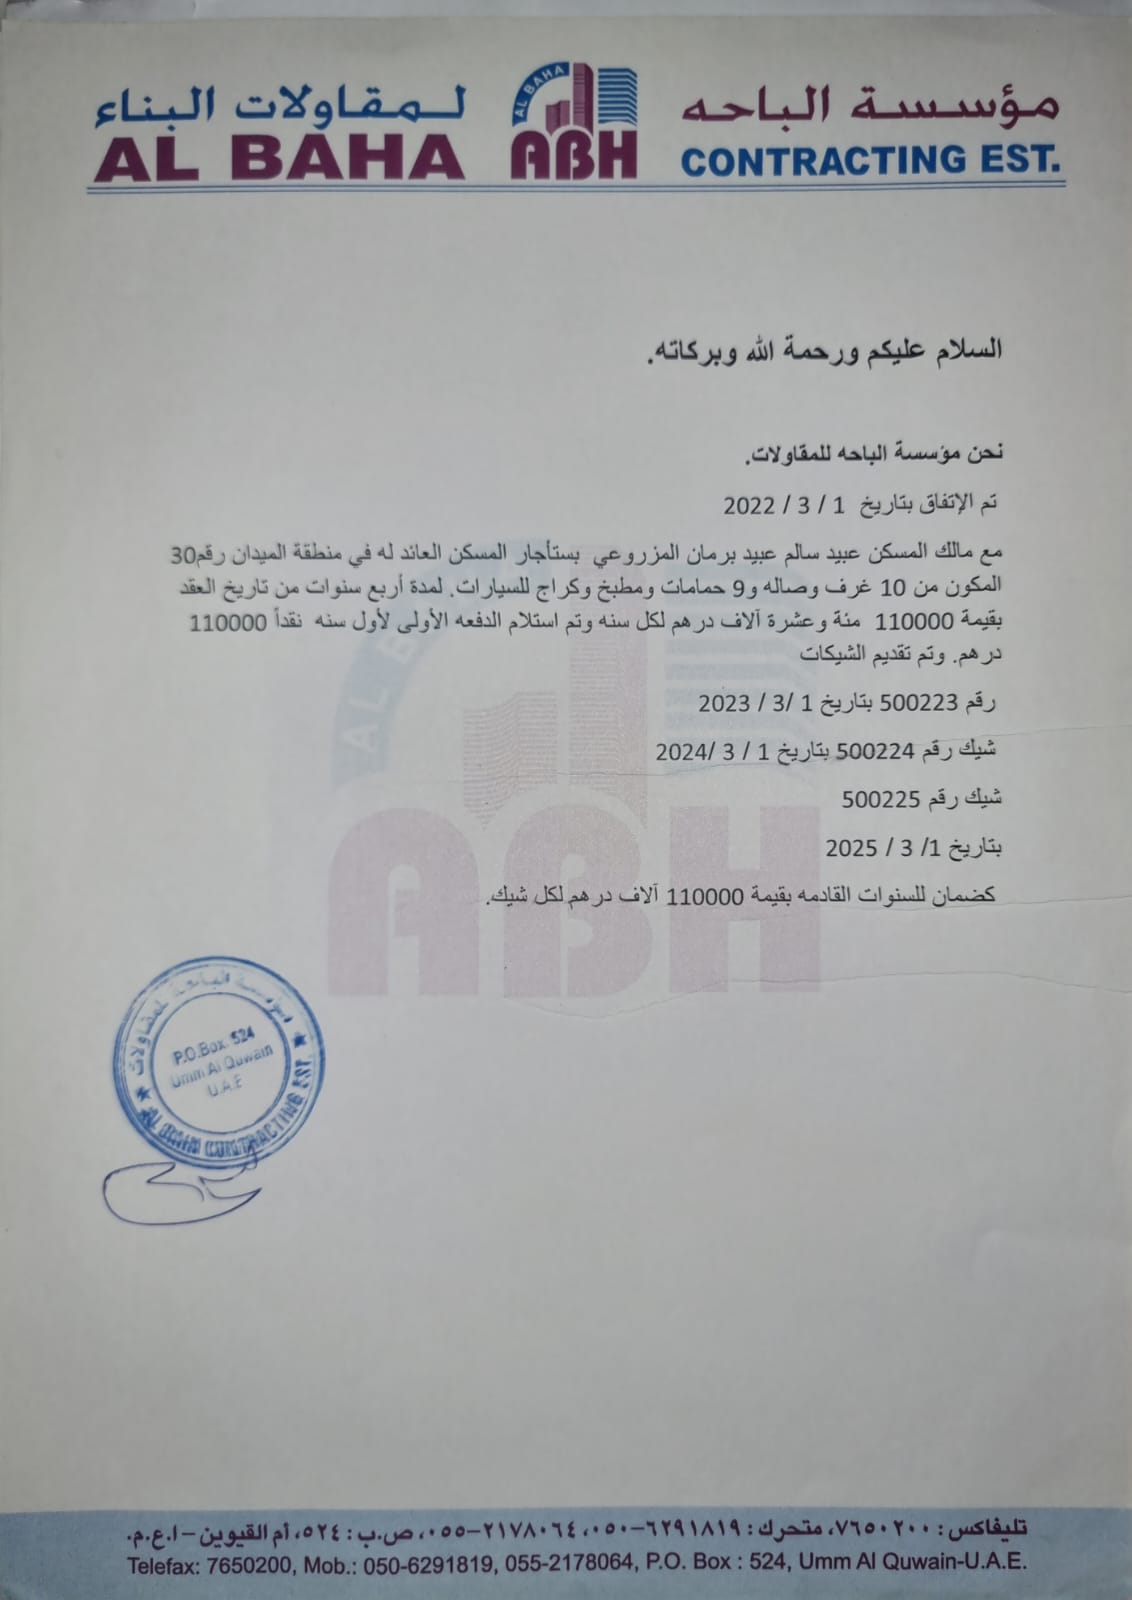 مؤسسة الباحه لمقاولات البناء
AL BAHA
AL BAHA
ABH
CONTRACTING EST.
السلام عليكم ورحمة الله وبركاته.
نحن مؤسسة الباحه للمقاولات.
تم الإتفاق بتاريخ 1 / 3 / 2022
مع مالك المسكن عبيد سالم عبيد برمان المزروعي بستأجار المسكن العائد له في منطقة الميدان رقم30
المكون من 10 غرف وصاله و9 حمامات ومطبخ وكراج للسيارات. لمدة أربع سنوات من تاريخ العقد
بقيمة 110000 مئة وعشرة آلاف درهم لكل سنه وتم استلام الدفعه الأولى لأول سنه نقدأ 110000
درهم. وتم تقديم الشيكات
رقم 500223 بتاريخ 1 /3 / 2023
شيك رقم 500224 بتاريخ 1 / 3 /2024
شيك رقم 500225
بتاريخ 1/ 3 / 2025
كضمان للسنوات القادمه بقيمة 110000 آلاف درهم لكل شيك.
P.O.Box. 524
Umm Al Quwain
U.A.E
CONTRACTING EST.
تليفاكس : ٧٦٥٠٢٠٠، متحرك : ٦٢٩١٨١٩-٠٥٠، ٢١٧٨٠٦٤-٠٥٥، ص.ب : ٥٢٤، أم القيوين – ا.ع.م.
Telefax: 7650200, Mob.: 050-6291819, 055-2178064, P.O. Box : 524, Umm Al Quwain-U.A.E.